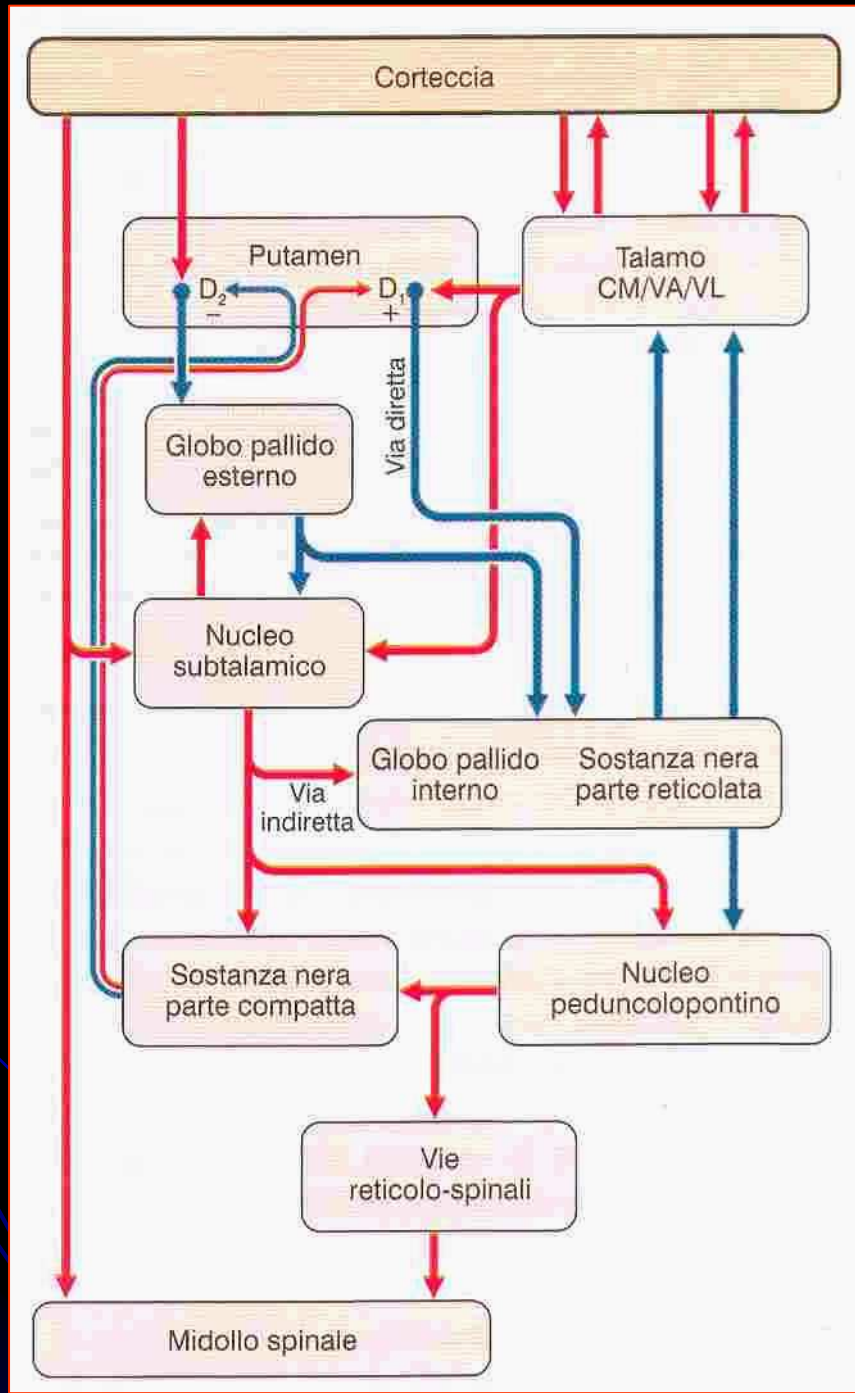 Corteccia
Putamen
D2
−
D1
+
Talamo
CM/VA/VL
Via diretta
Globo pallido
esterno
Nucleo
subtalamico
Globo pallido
interno
Sostanza nera
parte reticolata
Via
indiretta
Sostanza nera
parte compatta
Nucleo
peduncolopontino
Vie
reticolo-spinali
Midollo spinale